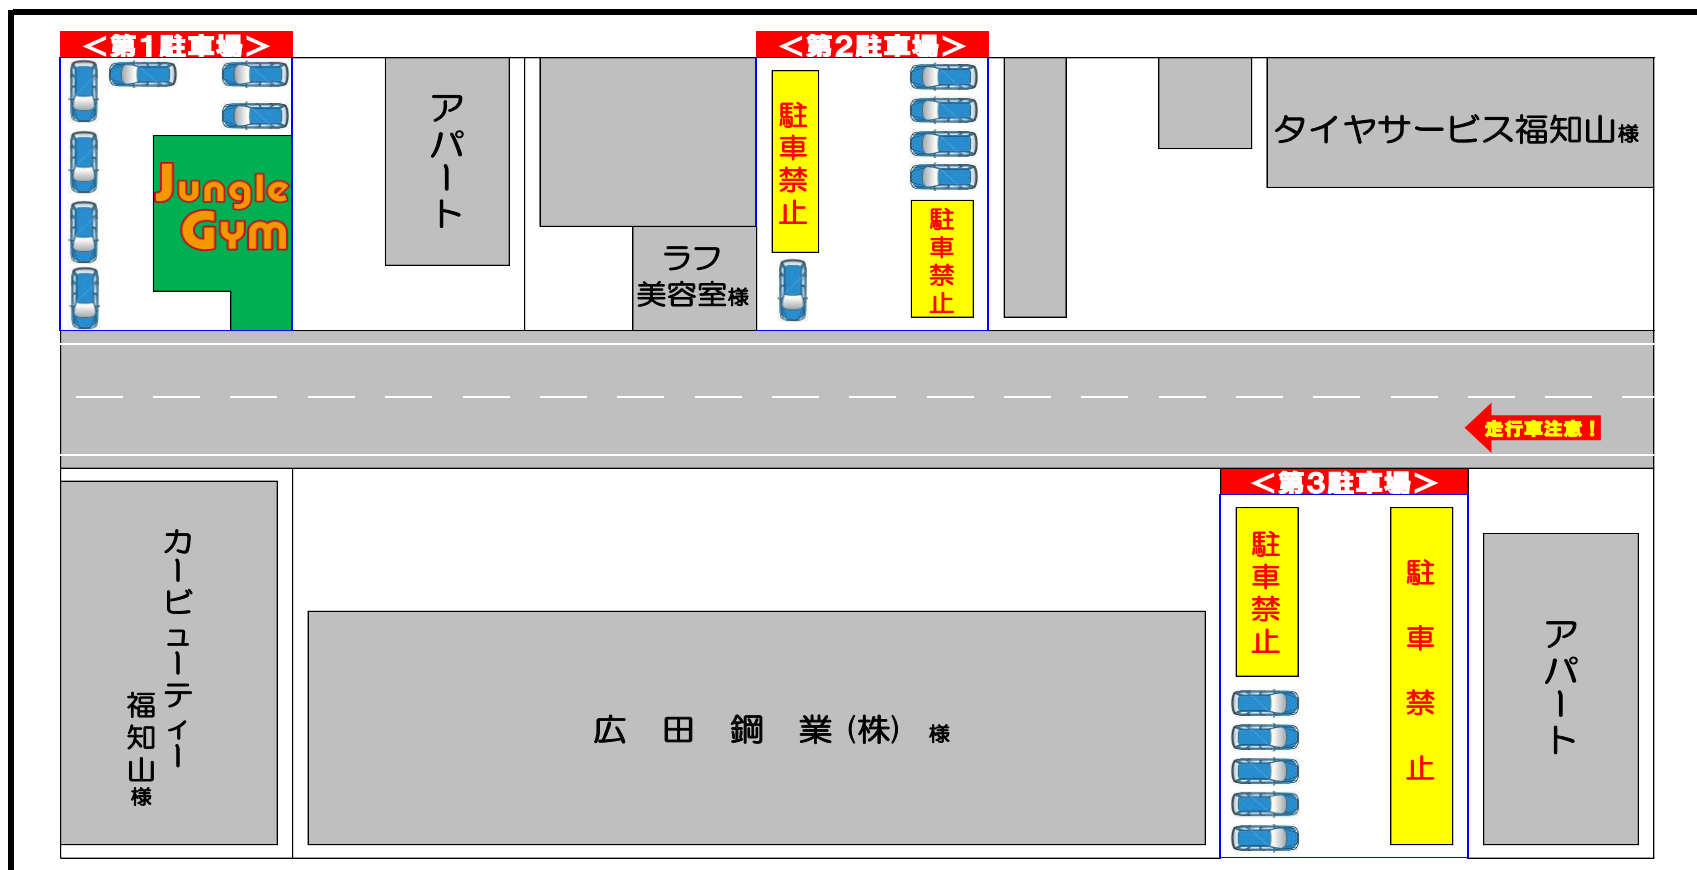 ＜第1駐車場＞
＜第2駐車場＞
アパート
駐車禁止
タイヤサービス福知山様
Jungle
Gym
駐車禁止
ラフ
美容室様
走行車注意！
＜第3駐車場＞
カービューティー
福知山様
広田鋼業(株)様
駐車禁止
駐車禁止
アパート